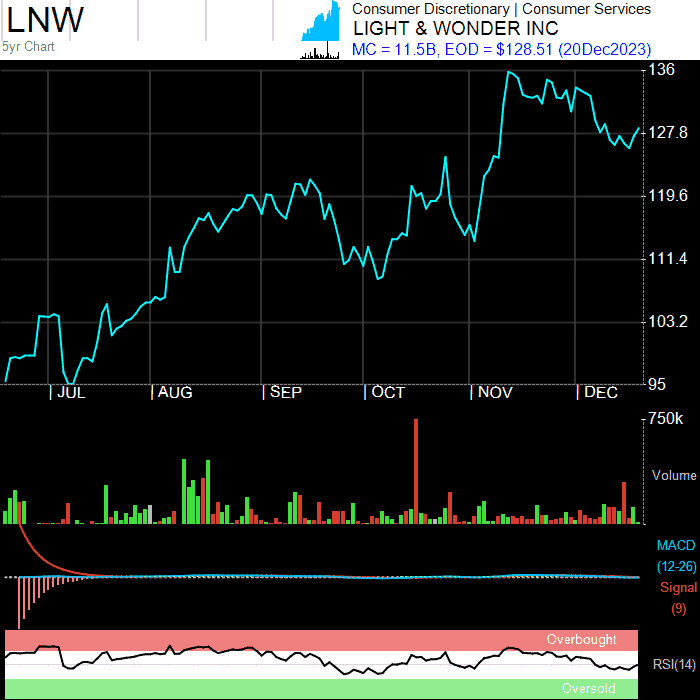 LNW
5yr Chart
Consumer Discretionary | Consumer Services
LIGHT & WONDER INC
MC = 11.5B, EOD = $128.51 (20Dec2023)
136
127.8
119.6
111.4
103.2
95
| JUL | AUG | SEP | OCT | NOV | DEC
750k
Volume
MACD
(12-26)
Signal
(9)
Overbought
RSI(14)
Oversold